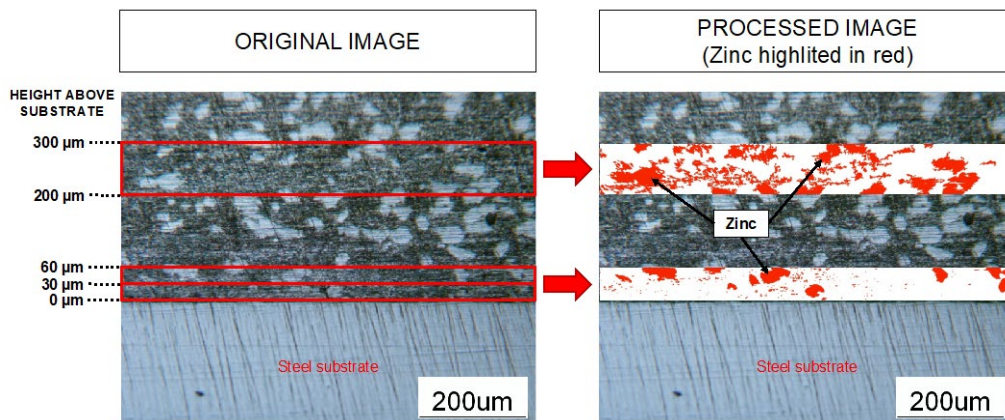 ORIGINAL IMAGE
PROCESSED IMAGE
(Zinc highlited in red)
HEIGHT ABOVE
SUBSTRATE
300 µm
200 µm
60 µm
30 µm
0 µm
Zinc
Steel substrate
200um
Steel substrate
200um